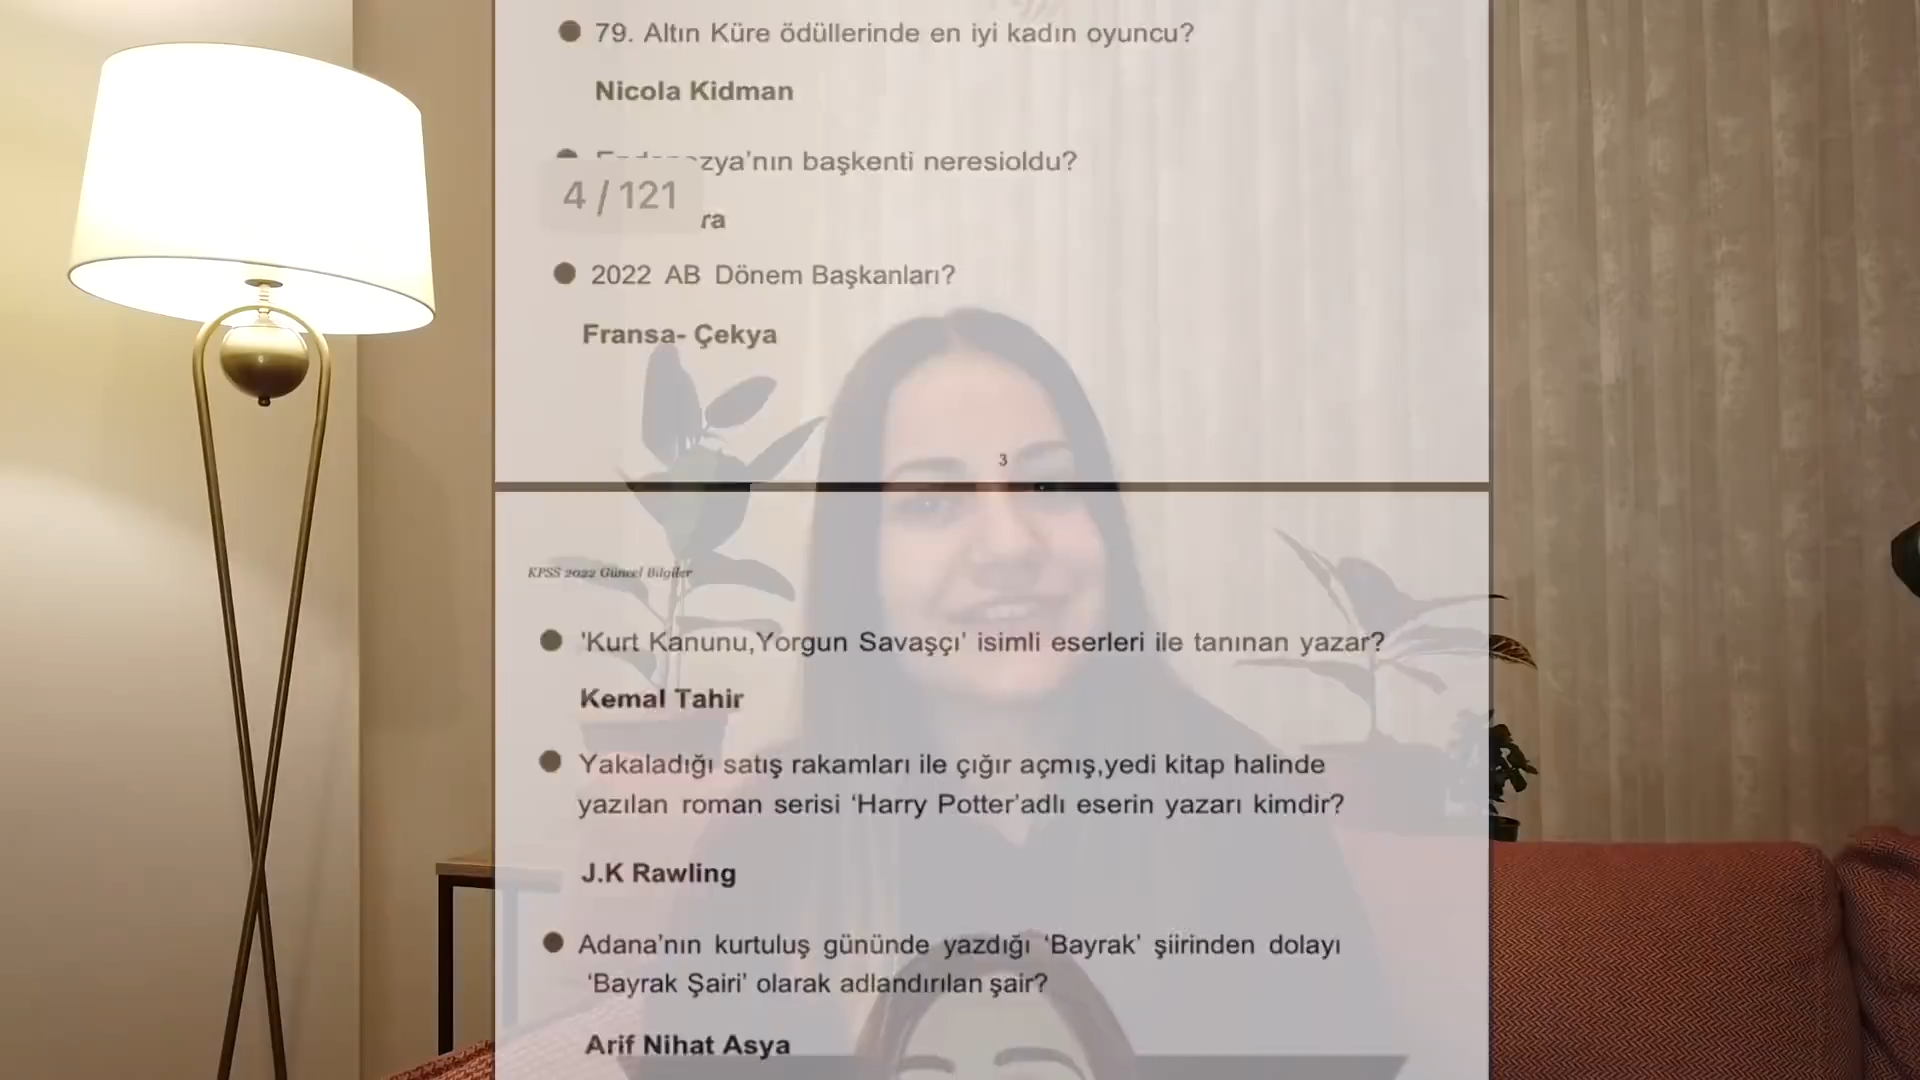 79. Altın Küre ödüllerinde en iyi kadın oyuncu?
Nicola Kidman
başkenti neresioldu?
4 / 121
2022 AB Dönem Başkanları?
Fransa- Çekya
3
KPSS 2022 Güncel Bilgiler
'Kurt Kanunu,Yorgun Savaşçı' isimli eserleri ile tanınan yazar?
Kemal Tahir
Yakaladığı satış rakamları ile çığır açmış,yedi kitap halinde
yazılan roman serisi ‘Harry Potter’adlı eserin yazarı kimdir?
J.K Rawling
Adana’nın kurtuluş gününde yazdığı ‘Bayrak’ şiirinden dolayı
‘Bayrak Şairi’ olarak adlandırılan şair?
Arif Nihat Asya